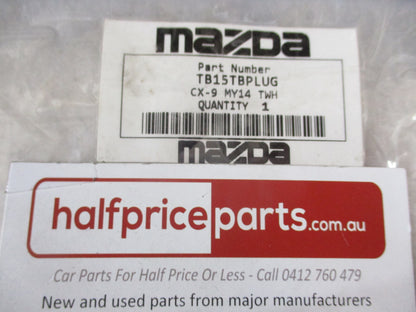 mazda
Part Number
TB15TBPLUG
CX-9 MY14 TWH
QUANTITY 1
mazda
halfpriceparts.com.au
Car Parts For Half Price Or Less - Call 0412 760 479
New and used parts from major manufacturers